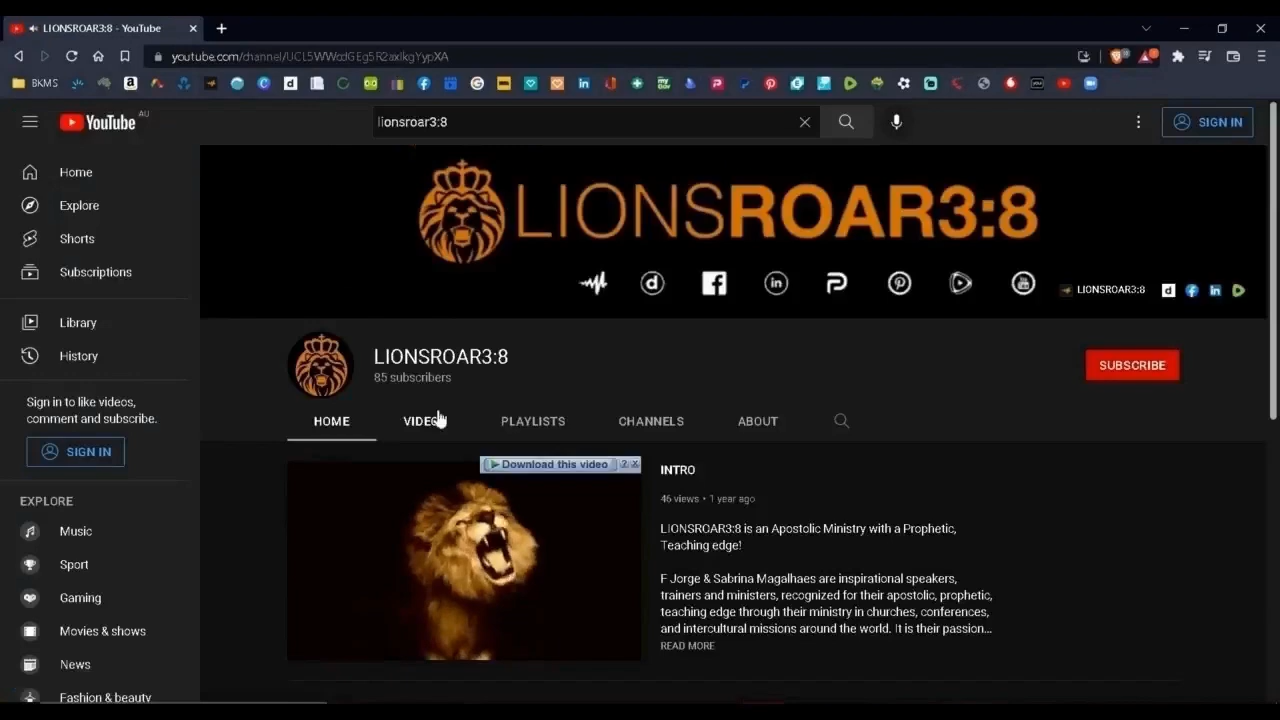 LIONSROAR3:8 - YouTube
BKMS
YouTube AU
lionsroar3:8
SIGN IN
Home
Explore
Shorts
Subscriptions
Library
History
Sign in to like videos,
comment and subscribe.
SIGN IN
EXPLORE
Music
Sport
Gaming
Movies & shows
News
Fashion & beauty
LIONSROAR3:8
LIONSROAR3:8
LIONSROAR3:8
85 subscribers
SUBSCRIBE
HOME
PLAYLISTS
CHANNELS
ABOUT
Download this video ? X
INTRO
46 views • 1 year ago
LIONSROAR3:8 is an Apostolic Ministry with a Prophetic,
Teaching edge!
F Jorge & Sabrina Magalhaes are inspirational speakers,
trainers and ministers, recognized for their apostolic, prophetic,
teaching edge through their ministry in churches, conferences,
and intercultural missions around the world. It is their passion...
READ MORE